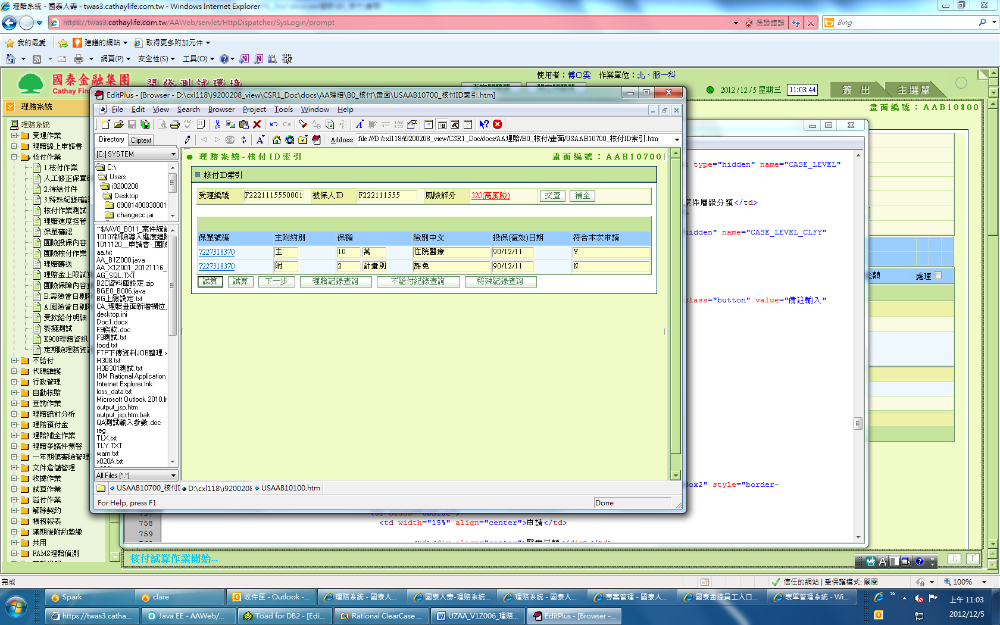 理賠系統 - 國泰人壽 - twas3.cathaylife.com.tw - Windows Internet Explorer
https://twas3.cathaylife.com.tw/AAWeb/servlet/HttpDispatcher/SysLogin/prompt
憑證錯誤
Bing
我的最愛
建議的網站
取得更多附加元件
網頁(P)
安全性(S)
工具(O)
國泰金融集團
Cathay Fin
開發測試環境
使用者：傅○雯 作業單位：北、服一科
2012/12/5 星期三
11:03:44
簽 出
主選單
畫面編號：AAB10800
理賠系統
理賠系統
受理作業
理賠線上申請書
核付作業
1.核付作業
人工修正保單
2.待給付件
3.特殊紀錄確認
核付作業測試
理賠進度控管
保單確認
團險投保內容
團險核付作業
理賠轉送
理賠金上限試
團險保障內容
B.壽險當日剔
A.團險當日剔
受款給付明細
簽擬測試
X900理賠資訊
定期險理賠資
不給付
代碼維護
行政管理
自動核賠
查詢作業
理賠統計分析
理賠預付金
理賠補全作業
理賠爭議件預警
一年期傷害險管理
文件倉儲管理
收據作業
試算作業
溢付作業
解除契約
帳務報表
滿期後附約墊繳
共用
FAMS理賠偵測
EditPlus - [Browser - D:\cxl118\i9200208_view\CSR1_Doc\docs\AA理賠\B0_核付\畫面\USAAB10700_核付ID索引.htm]
File Edit View Search Browser Project Tools Window Help
Directory
Cliptext
Address
file:///D:/cxl118/i9200208_view/CSR1_Doc/docs/AA理賠/B0_核付/畫面/USAAB10700_核付ID索引.htm
[C:] SYSTEM
C:\
Users
i9200208
Desktop
09081400030001
changecc.jar
~$AAV0_B011_案件統
10107新險導入進度追
1011120_申請書-_團
aa.txt
AA_B1Z000.java
AA_X1Z001_20121116_
AG_SQL.TXT
B2C資料庫設定.zip
BGE0_B006.java
BG上線設定.txt
CA_理賠畫面新增欄位_
desktop.ini
Doc1.docx
F9條款.doc
F9測試.txt
food.txt
FTP下傳資料JOB整理.x
H308.txt
H3B301測試.txt
IBM Rational Application
Internet Explorer.lnk
loss_data.txt
Microsoft Outlook 2010.lr
output_jsp.htm
output_jsp.htm.bak
QA測試輸入參數.doc
reg
TLX.txt
TLY.TXT
warn.txt
x020A.txt
All Files (*.*)
理賠系統-核付ID索引
畫面編號：AAB10700
核付ID索引
受理編號 F2221115550001 被保人ID F222111555 風險評分 320(高風險) 交查 補全
保單號碼 主附約別 保額 險別中文 投保(復效)日期 符合本次申請
7227318370 主 10 萬 住院醫療 90/12/11 Y
7227318370 附 2 計畫別 豁免 90/12/11 N
試算 試算 下一步 理賠記錄查詢 不給付紀錄查詢 特殊紀錄查詢
USAAB10700_核付I
D:\cxl118\i9200208
USAAB10100.htm
For Help, press F1
Done
type="hidden" name="CASE_LEVEL"
案件層級分類</td>
idden" name="CASE_LEVEL_CLFY"
class="button" value="備註輸入"
ox2" style="border-
金額
處理
758
<td width="15%" align="center">申請</td>
759
核付試算作業開始...
上
下
完成
信任的網站 | 受保護模式: 關閉
100%
Spark
clare
收件匣 - Outlook -...
理賠系統 - 國泰人...
國泰人壽-理賠系統...
理賠系統 - 國泰人...
專案管理 - 國泰人...
國泰金控員工入口...
表單管理系統 - Wi...
上午 11:03
https://twas3.catha...
Java EE - AAWeb/...
Toad for DB2 - [Edi...
Rational ClearCase ...
UZAA_V1Z006_理賠...
EditPlus - [Browser -...
2012/12/5